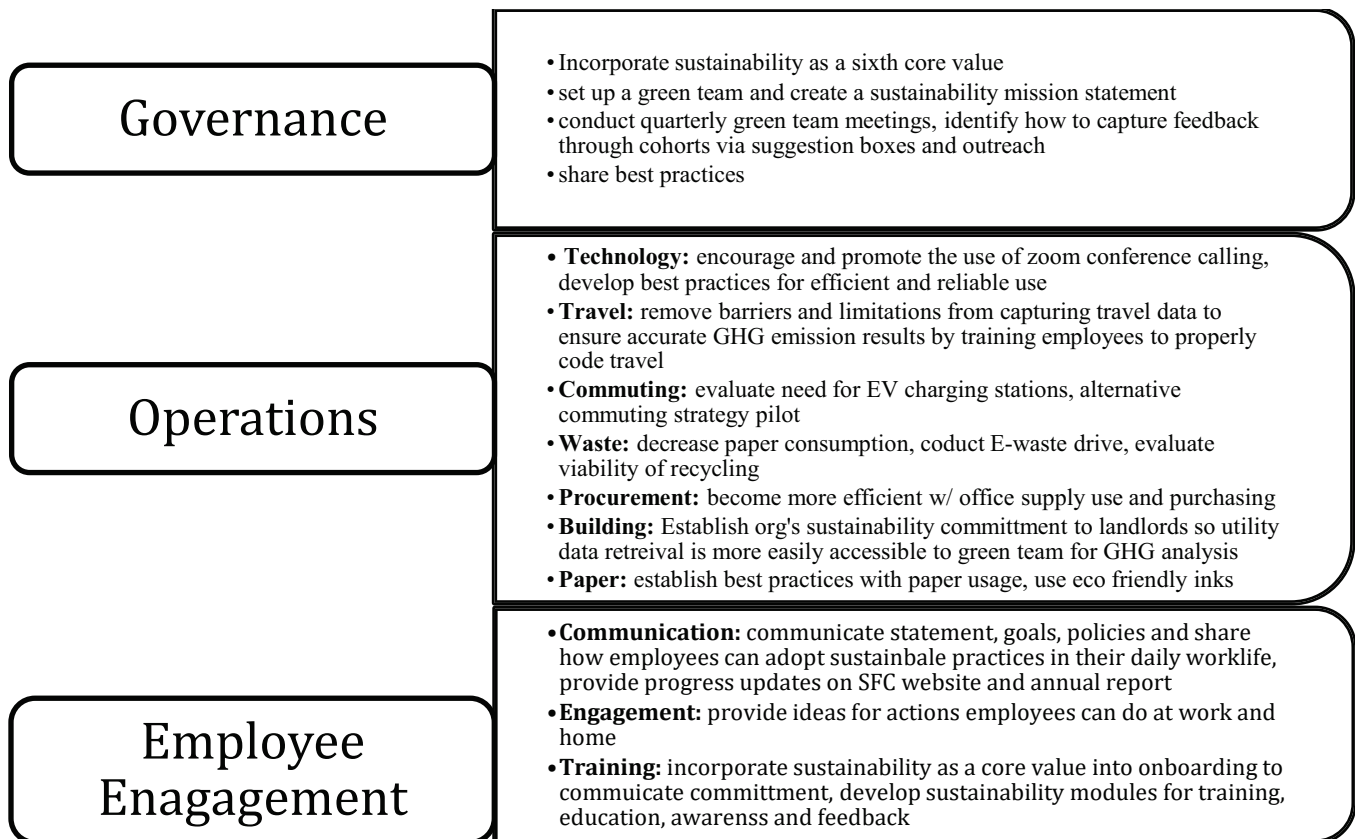 Governance
• Incorporate sustainability as a sixth core value
• set up a green team and create a sustainability mission statement
• conduct quarterly green team meetings, identify how to capture feedback
through cohorts via suggestion boxes and outreach
• share best practices
Operations
• Technology: encourage and promote the use of zoom conference calling,
develop best practices for efficient and reliable use
• Travel: remove barriers and limitations from capturing travel data to
ensure accurate GHG emission results by training employees to properly
code travel
• Commuting: evaluate need for EV charging stations, alternative
commuting strategy pilot
• Waste: decrease paper consumption, coduct E-waste drive, evaluate
viability of recycling
• Procurement: become more efficient w/ office supply use and purchasing
• Building: Establish org's sustainability committment to landlords so utility
data retreival is more easily accessible to green team for GHG analysis
• Paper: establish best practices with paper usage, use eco friendly inks
Employee
Enagagement
• Communication: communicate statement, goals, policies and share
how employees can adopt sustainbale practices in their daily worklife,
provide progress updates on SFC website and annual report
• Engagement: provide ideas for actions employees can do at work and
home
• Training: incorporate sustainability as a core value into onboarding to
commuicate committment, develop sustainability modules for training,
education, awarenss and feedback